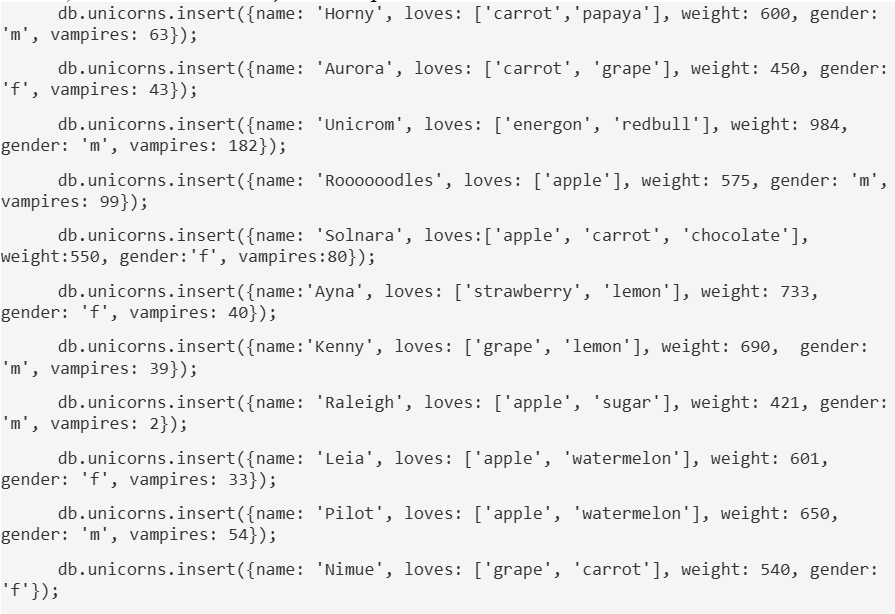 db.unicorns.insert({name: 'Horny', loves: ['carrot','papaya'], weight: 600, gender:
'm', vampires: 63});
db.unicorns.insert({name: 'Aurora', loves: ['carrot', 'grape'], weight: 450, gender:
'f', vampires: 43});
db.unicorns.insert({name: 'Unicrom', loves: ['energon', 'redbull'], weight: 984,
gender: 'm', vampires: 182});
db.unicorns.insert({name: 'Roooooodles', loves: ['apple'], weight: 575, gender: 'm',
vampires: 99});
db.unicorns.insert({name: 'Solnara', loves:['apple', 'carrot', 'chocolate'],
weight:550, gender:'f', vampires:80});
db.unicorns.insert({name:'Ayna', loves: ['strawberry', 'lemon'], weight: 733,
gender: 'f', vampires: 40});
db.unicorns.insert({name:'Kenny', loves: ['grape', 'lemon'], weight: 690,  gender:
'm', vampires: 39});
db.unicorns.insert({name: 'Raleigh', loves: ['apple', 'sugar'], weight: 421, gender:
'm', vampires: 2});
db.unicorns.insert({name: 'Leia', loves: ['apple', 'watermelon'], weight: 601,
gender: 'f', vampires: 33});
db.unicorns.insert({name: 'Pilot', loves: ['apple', 'watermelon'], weight: 650,
gender: 'm', vampires: 54});
db.unicorns.insert({name: 'Nimue', loves: ['grape', 'carrot'], weight: 540, gender:
'f'});